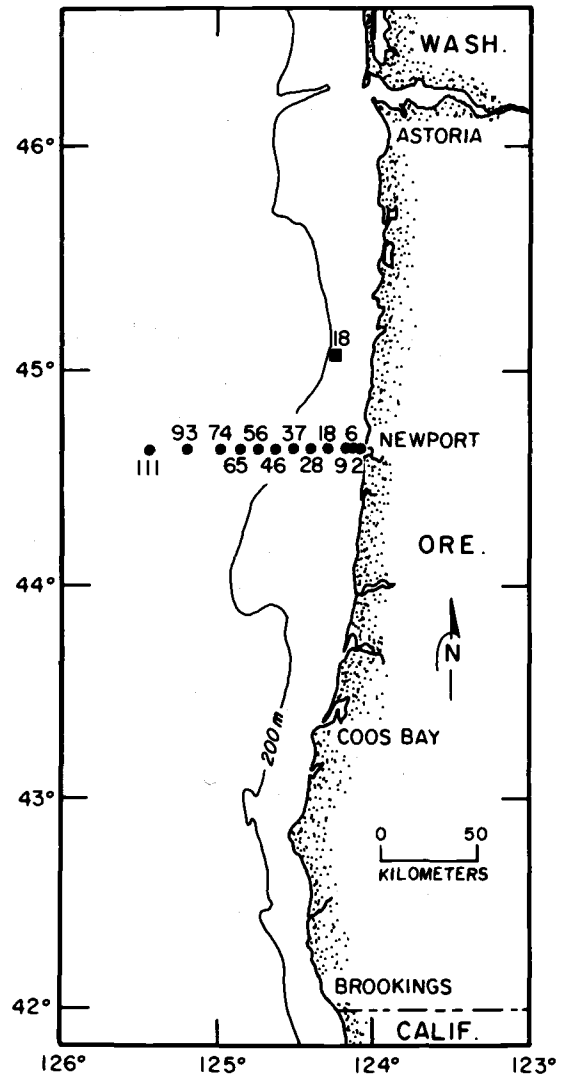 WASH.
46°
ASTORIA
18
45°
93 74 56 37 18 6
NEWPORT
111 65 46 28 9 2
ORE.
44°
N
200m
COOS BAY
43°
0 50
KILOMETERS
BROOKINGS
42°
CALIF.
126° 125° 124° 123°